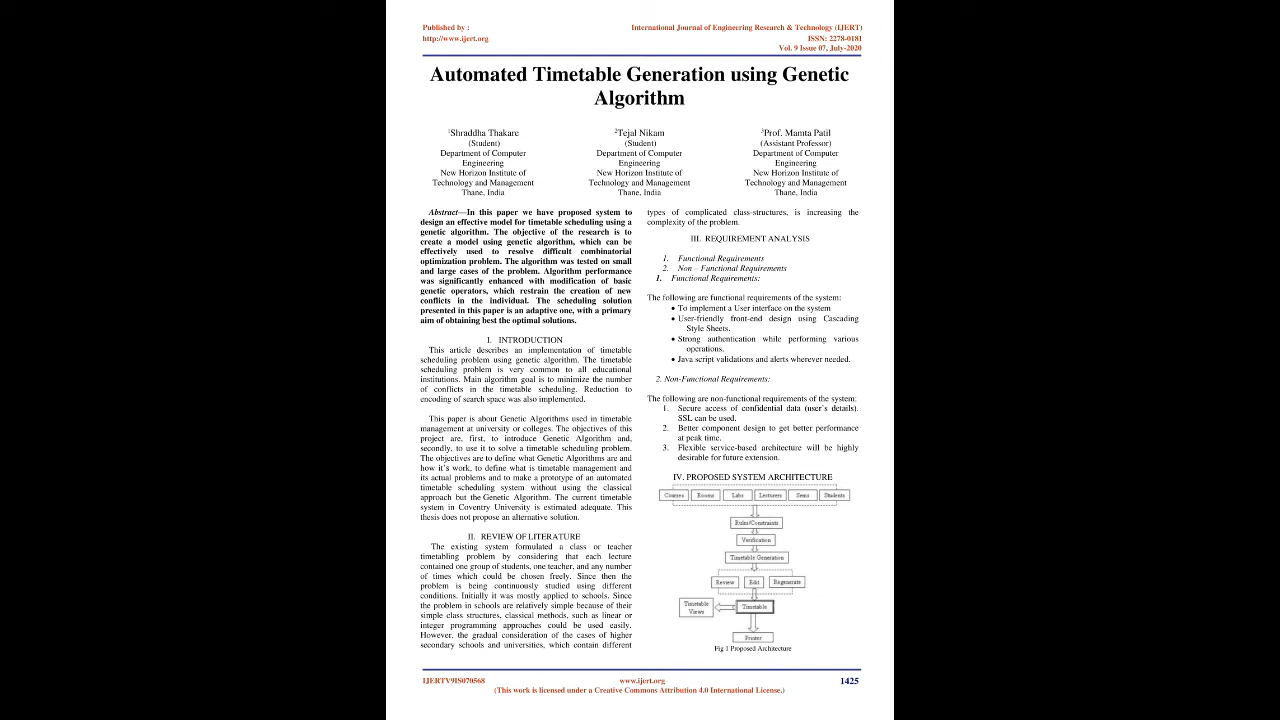 Published by :
http://www.ijert.org
International Journal of Engineering Research & Technology (IJERT)
ISSN: 2278-0181
Vol. 9 Issue 07, July-2020
Automated Timetable Generation using Genetic
Algorithm
1Shraddha Thakare
(Student)
Department of Computer
Engineering
New Horizon Institute of
Technology and Management
Thane, India
2Tejal Nikam
(Student)
Department of Computer
Engineering
New Horizon Institute of
Technology and Management
Thane, India
3Prof. Mamta Patil
(Assistant Professor)
Department of Computer
Engineering
New Horizon Institute of
Technology and Management
Thane, India
Abstract—In this paper we have proposed system to
design an effective model for timetable scheduling using a
genetic algorithm. The objective of the research is to
create a model using genetic algorithm, which can be
effectively used to resolve difficult combinatorial
optimization problem. The algorithm was tested on small
and large cases of the problem. Algorithm performance
was significantly enhanced with modification of basic
genetic operators, which restrain the creation of new
conflicts in the individual. The scheduling solution
presented in this paper is an adaptive one, with a primary
aim of obtaining best the optimal solutions.
I. INTRODUCTION
This article describes an implementation of timetable
scheduling problem using genetic algorithm. The timetable
scheduling problem is very common to all educational
institutions. Main algorithm goal is to minimize the number
of conflicts in the timetable scheduling. Reduction to
encoding of search space was also implemented.
This paper is about Genetic Algorithms used in timetable
management at university or colleges. The objectives of this
project are, first, to introduce Genetic Algorithm and,
secondly, to use it to solve a timetable scheduling problem.
The objectives are to define what Genetic Algorithms are and
how it's work, to define what is timetable management and
its actual problems and to make a prototype of an automated
timetable scheduling system without using the classical
approach but the Genetic Algorithm. The current timetable
system in Coventry University is estimated adequate. This
thesis does not propose an alternative solution.
II. REVIEW OF LITERATURE
The existing system formulated a class or teacher
timetabling problem by considering that each lecture
contained one group of students, one teacher, and any number
of times which could be chosen freely. Since then the
problem is being continuously studied using different
conditions. Initially it was mostly applied to schools. Since
the problem in schools are relatively simple because of their
simple class structures, classical methods, such as linear or
integer programming approaches could be used easily.
However, the gradual consideration of the cases of higher
secondary schools and universities, which contain different
types of complicated class-structures, is increasing the
complexity of the problem.
III. REQUIREMENT ANALYSIS
1. Functional Requirements
2. Non – Functional Requirements
1. Functional Requirements:
The following are functional requirements of the system:
• To implement a User interface on the system
• User-friendly front-end design using Cascading
Style Sheets.
• Strong authentication while performing various
operations.
• Java script validations and alerts wherever needed.
2. Non-Functional Requirements:
The following are non-functional requirements of the system:
1. Secure access of confidential data (user's details).
SSL can be used.
2. Better component design to get better performance
at peak time.
3. Flexible service-based architecture will be highly
desirable for future extension.
IV. PROPOSED SYSTEM ARCHITECTURE
Courses Rooms Labs Lecturers Sems Students
Rules/Constraints
Verification
Timetable Generation
Review Edit Regenerate
Timetable
Views
Timetable
Printer
Fig 1 Proposed Architecture
IJERTV9IS070568
www.ijert.org
1425
(This work is licensed under a Creative Commons Attribution 4.0 International License.)